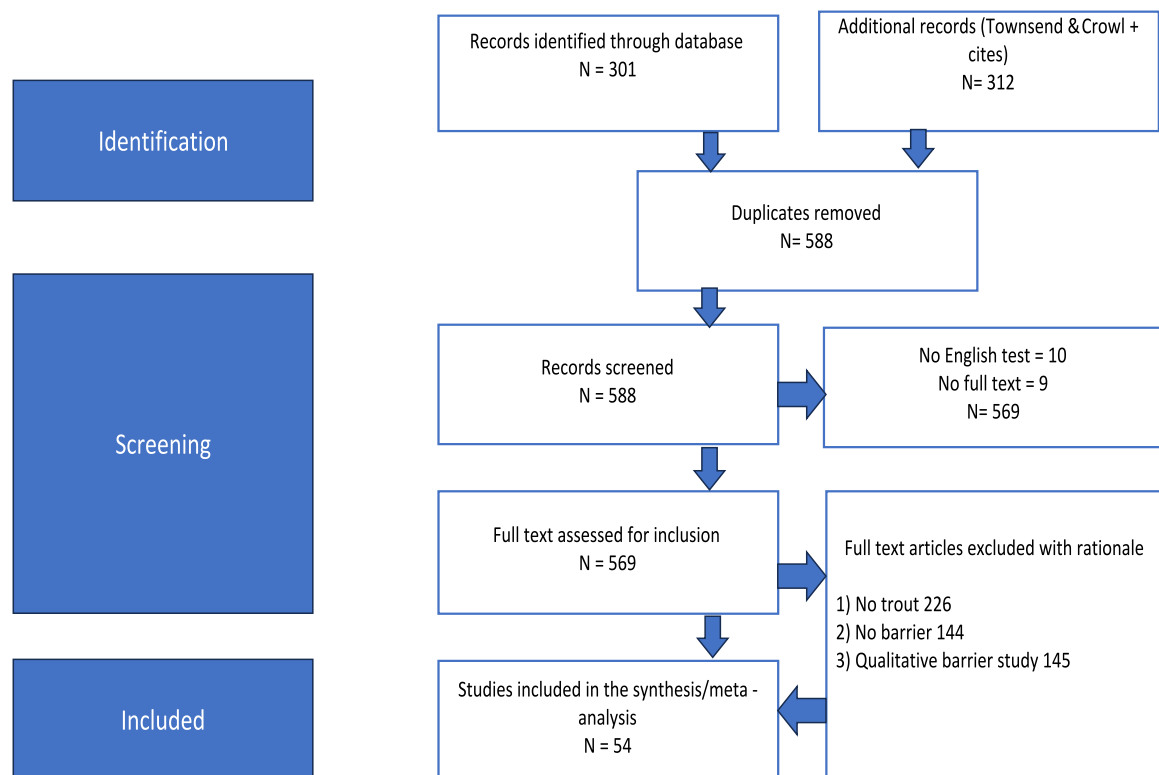 Identification
Records identified through database
N = 301
Additional records (Townsend & Crowl +
cites)
N= 312
Duplicates removed
N= 588
Screening
Records screened
N = 588
No English test = 10
No full text = 9
N= 569
Full text assessed for inclusion
N = 569
Full text articles excluded with rationale
1) No trout 226
2) No barrier 144
3) Qualitative barrier study 145
Included
Studies included in the synthesis/meta -
analysis
N = 54